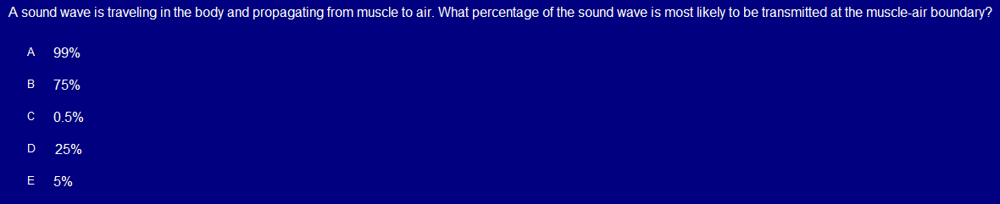 A sound wave is traveling in the body and propagating from muscle to air. What percentage of the sound wave is most likely to be transmitted at the muscle-air boundary?
A 99%
B 75%
C 0.5%
D 25%
E 5%